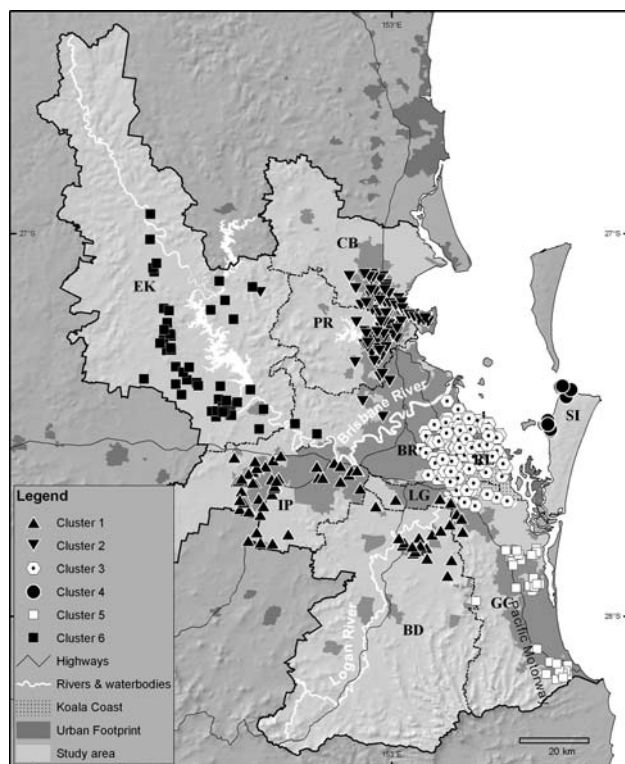 153°E
27°S
CB
EK
PR
SI
Brisbane River
BR
RL
LG
IP
Legend
Cluster 1
Cluster 2
Cluster 3
Cluster 4
Cluster 5
Cluster 6
Highways
Rivers & waterbodies
Koala Coast
Urban Footprint
Study area
GC
Pacific Motorway
BD
Logan River
28°S
153°E
20 km